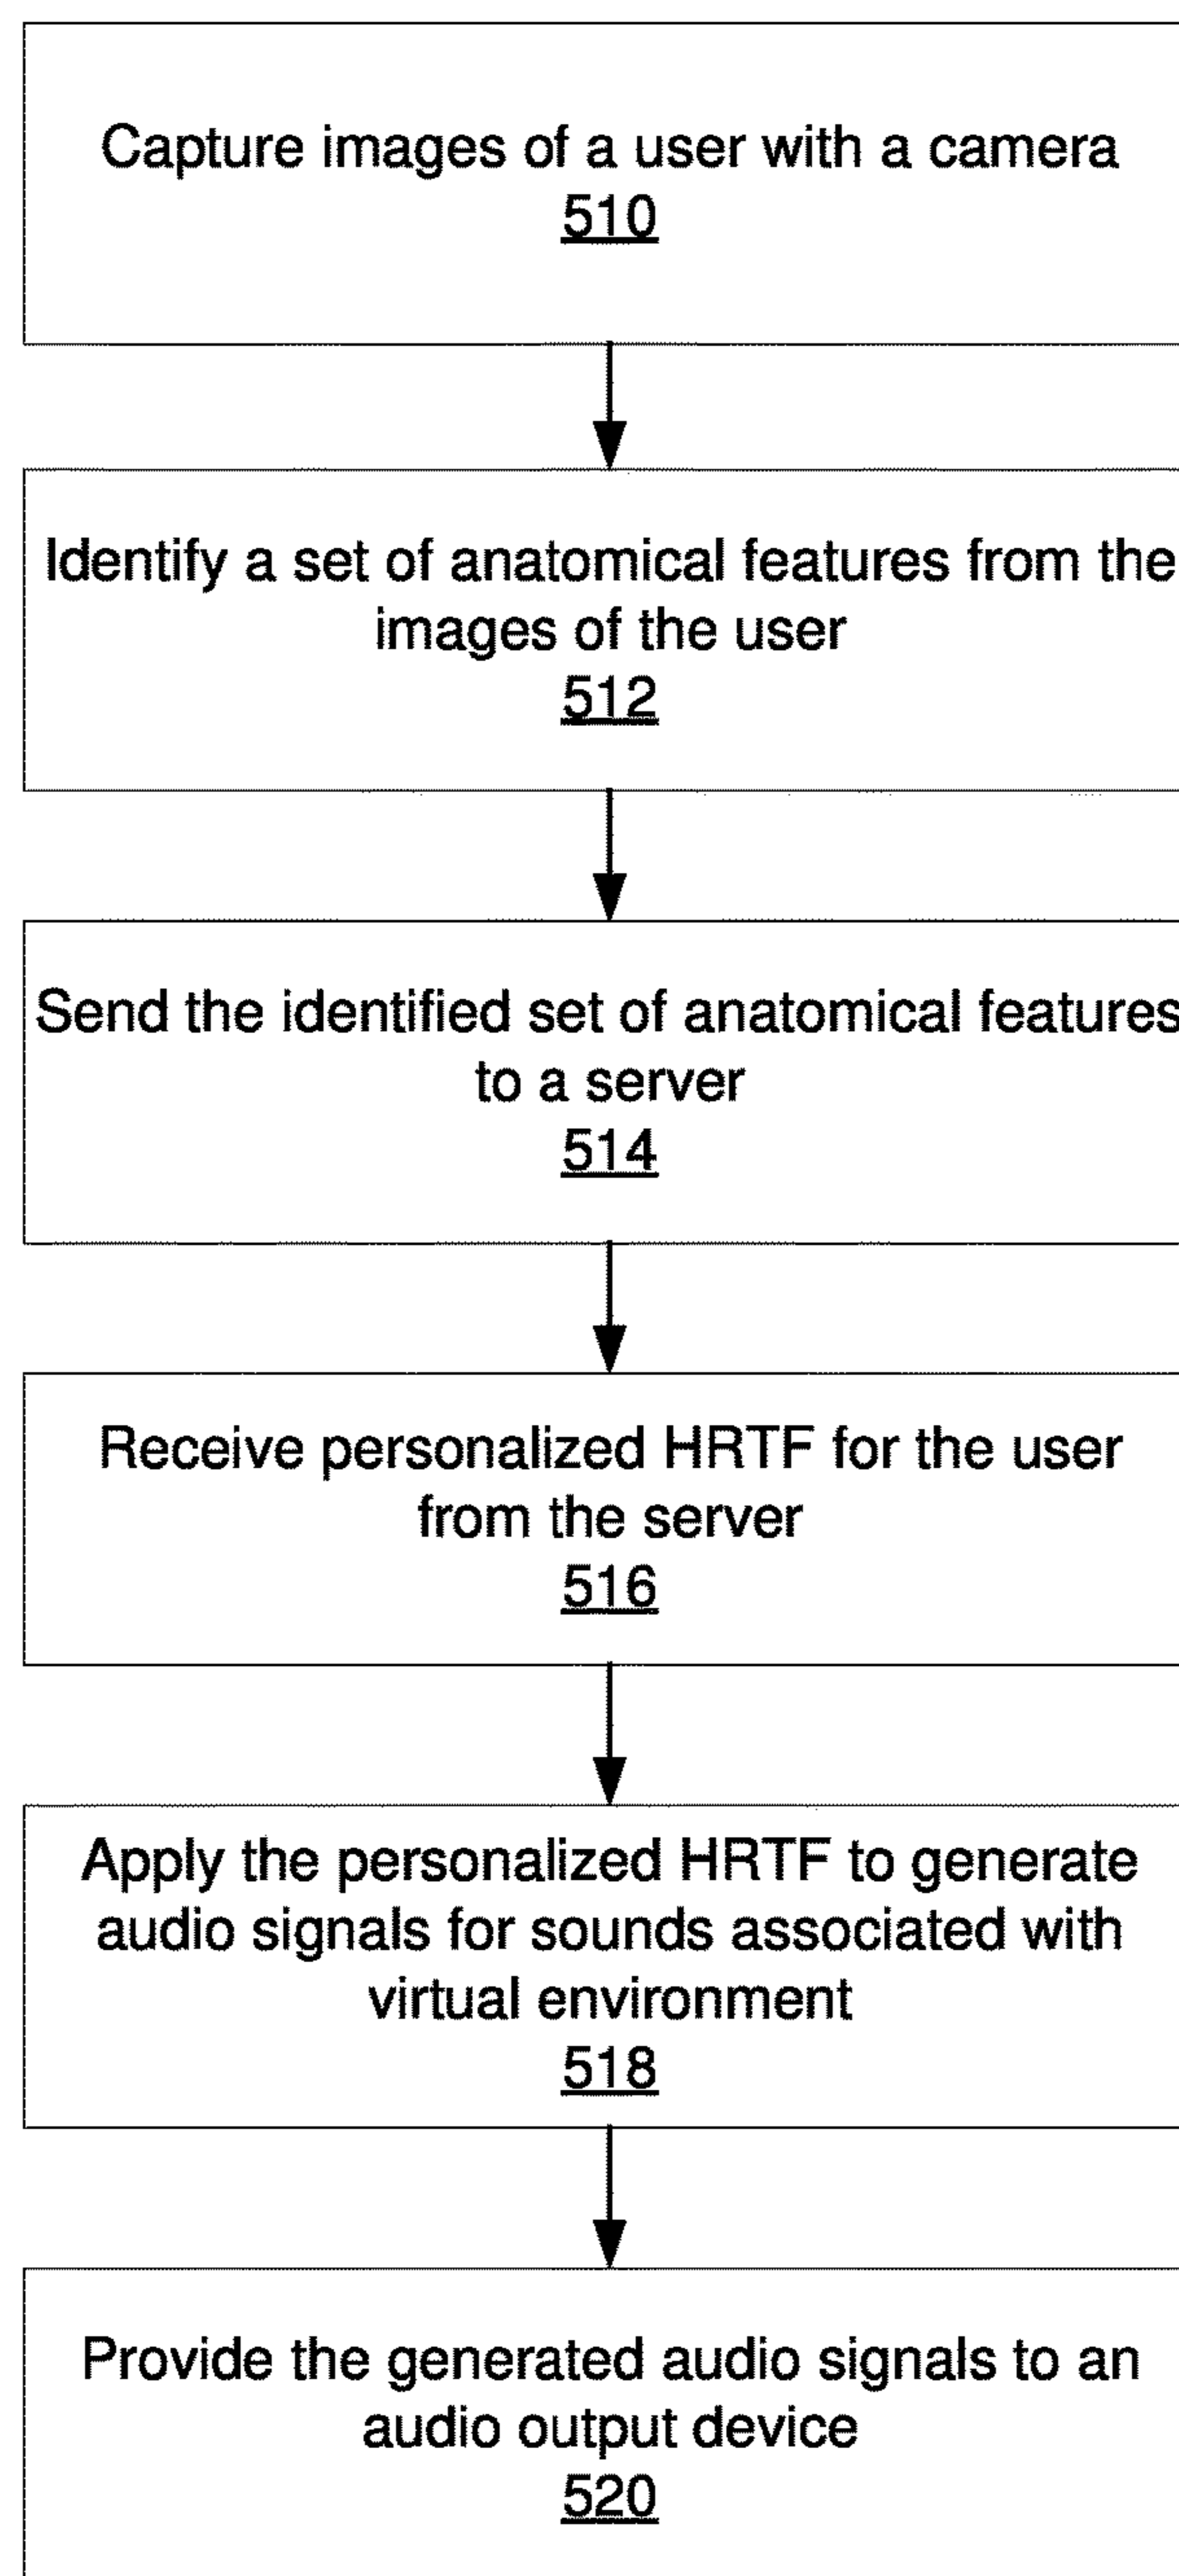 Capture images of a user with a camera
510
Identify a set of anatomical features from the
images of the user
512
Send the identified set of anatomical features
to a server
514
Receive personalized HRTF for the user
from the server
516
Apply the personalized HRTF to generate
audio signals for sounds associated with
virtual environment
518
Provide the generated audio signals to an
audio output device
520